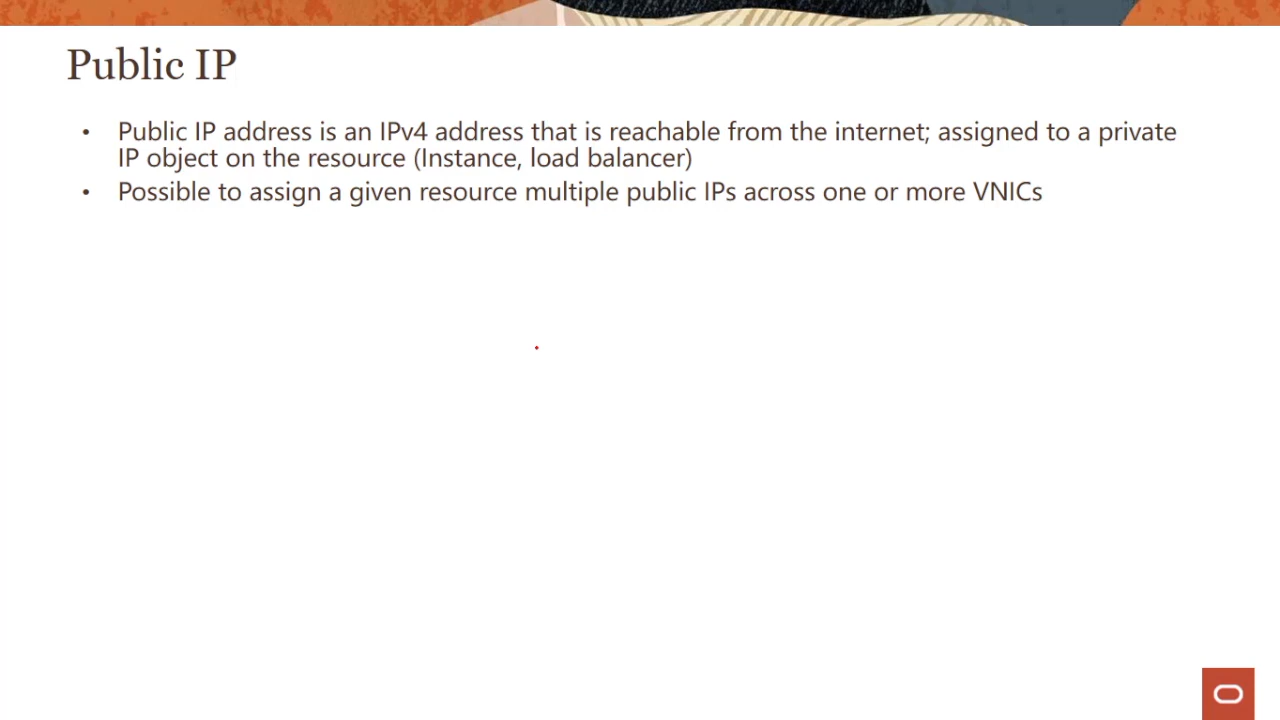 Public IP
• Public IP address is an IPv4 address that is reachable from the internet; assigned to a private
IP object on the resource (Instance, load balancer)
• Possible to assign a given resource multiple public IPs across one or more VNICs